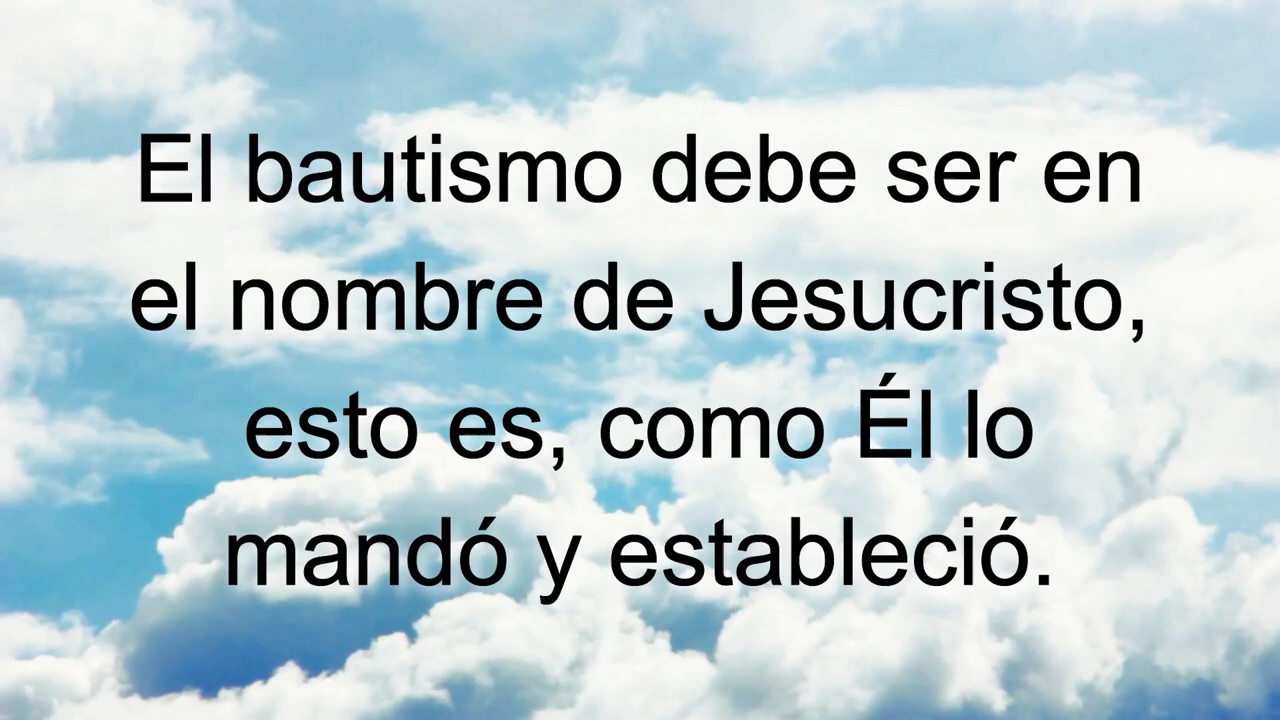 El bautismo debe ser en
el nombre de Jesucristo,
esto es, como Él lo
mandó y estableció.